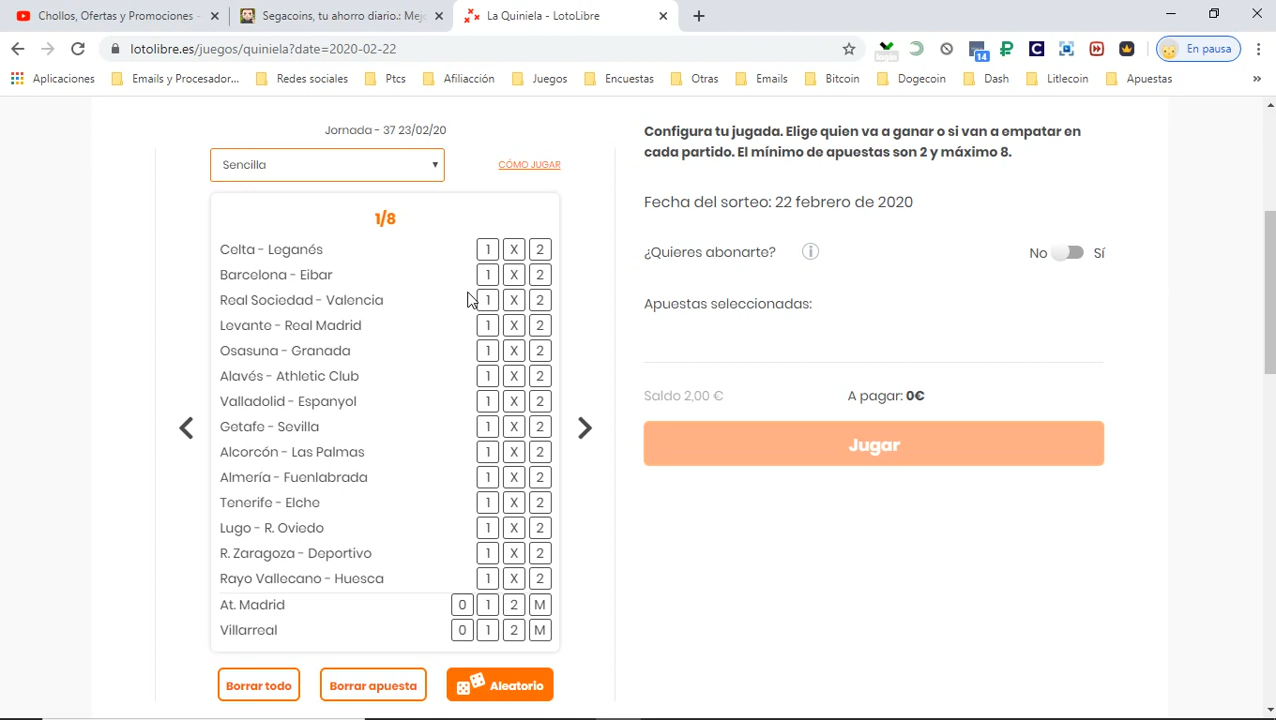 Chollos, Ofertas y Promociones -
Segacoins, tu ahorro diario.: Mejo
La Quiniela - LotoLibre
lotolibre.es/juegos/quiniela?date=2020-02-22
14
En pausa
Aplicaciones
Emails y Procesador...
Redes sociales
Ptcs
Afiliacción
Juegos
Encuestas
Otras
Emails
Bitcoin
Dogecoin
Dash
Litlecoin
Apuestas
»
Jornada - 37 23/02/20
Sencilla
CÓMO JUGAR
1/8
Celta - Leganés 1 X 2
Barcelona - Eibar 1 X 2
Real Sociedad - Valencia 1 X 2
Levante - Real Madrid 1 X 2
Osasuna - Granada 1 X 2
Alavés - Athletic Club 1 X 2
Valladolid - Espanyol 1 X 2
Getafe - Sevilla 1 X 2
Alcorcón - Las Palmas 1 X 2
Almería - Fuenlabrada 1 X 2
Tenerife - Elche 1 X 2
Lugo - R. Oviedo 1 X 2
R. Zaragoza - Deportivo 1 X 2
Rayo Vallecano - Huesca 1 X 2
At. Madrid 0 1 2 M
Villarreal 0 1 2 M
Borrar todo
Borrar apuesta
Aleatorio
Configura tu jugada. Elige quien va a ganar o si van a empatar en
cada partido. El mínimo de apuestas son 2 y máximo 8.
Fecha del sorteo: 22 febrero de 2020
¿Quieres abonarte? i No Sí
Apuestas seleccionadas:
Saldo 2,00 € A pagar: 0€
Jugar